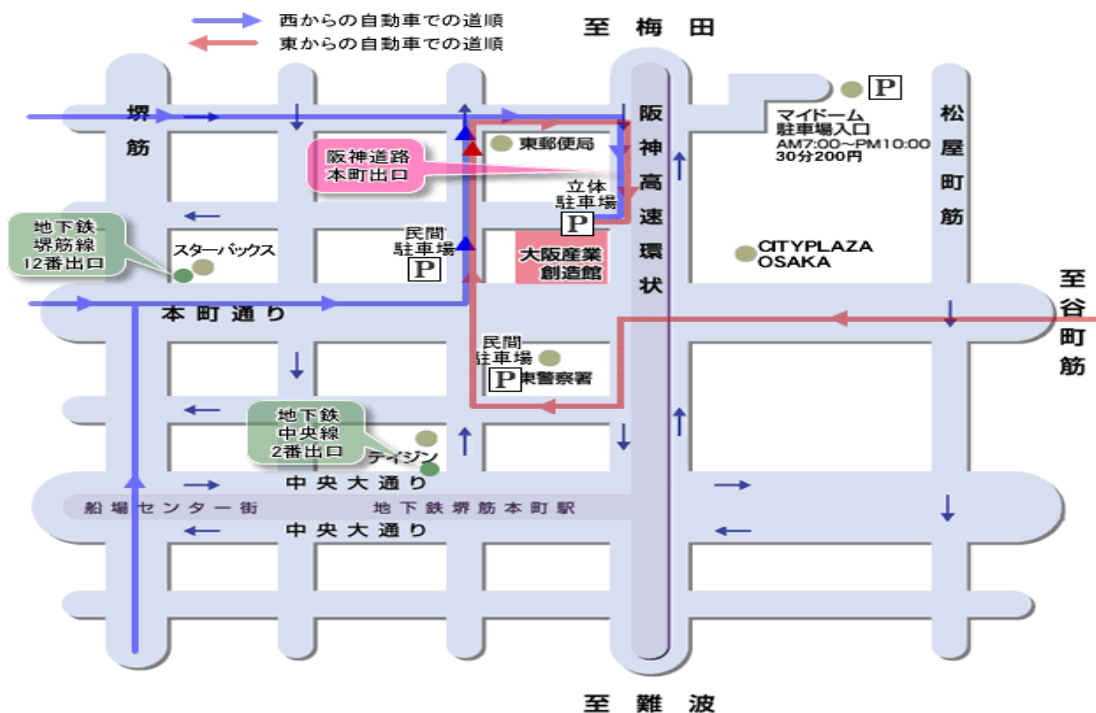 西からの自動車での道順
東からの自動車での道順
至 梅 田
堺筋
阪神高速環状
松屋町筋
P
マイドーム
駐車場入口
AM7:00～PM10:00
30分200円
東郵便局
阪神道路
本町出口
立体
駐車場
P
地下鉄
堺筋線
12番出口
スターバックス
民間
駐車場
P
大阪産業
創造館
CITYPLAZA
OSAKA
至谷町筋
本 町 通 り
民間
駐車場
P
東警察署
地下鉄
中央線
2番出口
テイジン
中 央 大 通 り
船 場 セ ン タ ー 街
地 下 鉄 堺 筋 本 町 駅
中 央 大 通 り
至 難 波